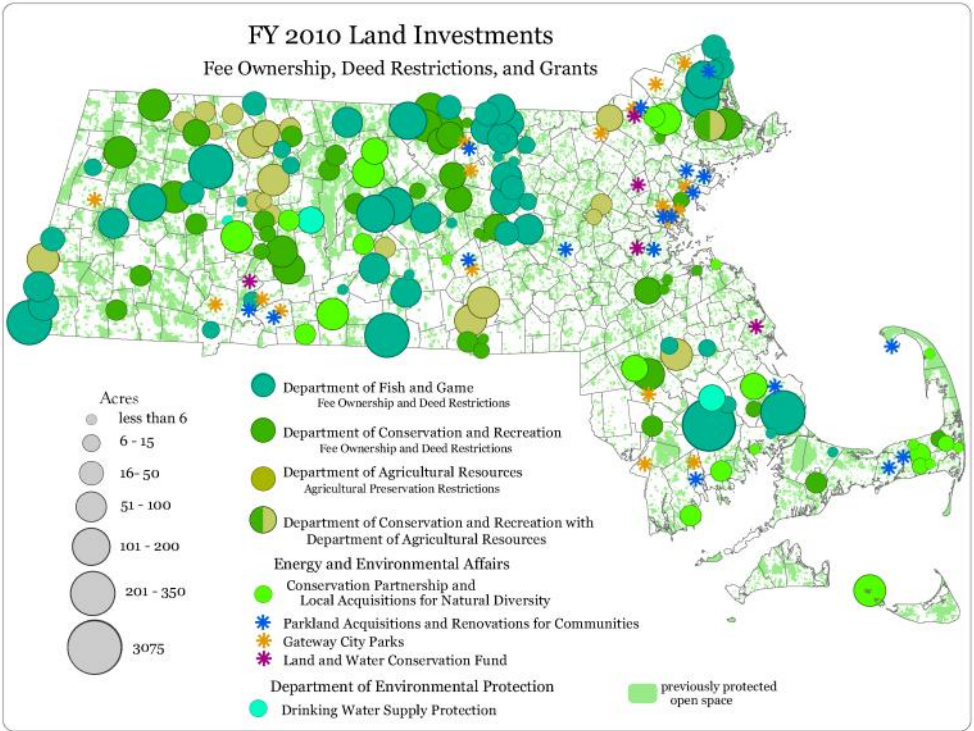 FY 2010 Land Investments
Fee Ownership, Deed Restrictions, and Grants
Acres
less than 6
6 - 15
16- 50
51 - 100
101 - 200
201 - 350
3075
Department of Fish and Game
Fee Ownership and Deed Restrictions
Department of Conservation and Recreation
Fee Ownership and Deed Restrictions
Department of Agricultural Resources
Agricultural Preservation Restrictions
Department of Conservation and Recreation with
Department of Agricultural Resources
Energy and Environmental Affairs
Conservation Partnership and
Local Acquisitions for Natural Diversity
Parkland Acquisitions and Renovations for Communities
Gateway City Parks
Land and Water Conservation Fund
Department of Environmental Protection
Drinking Water Supply Protection
previously protected
open space